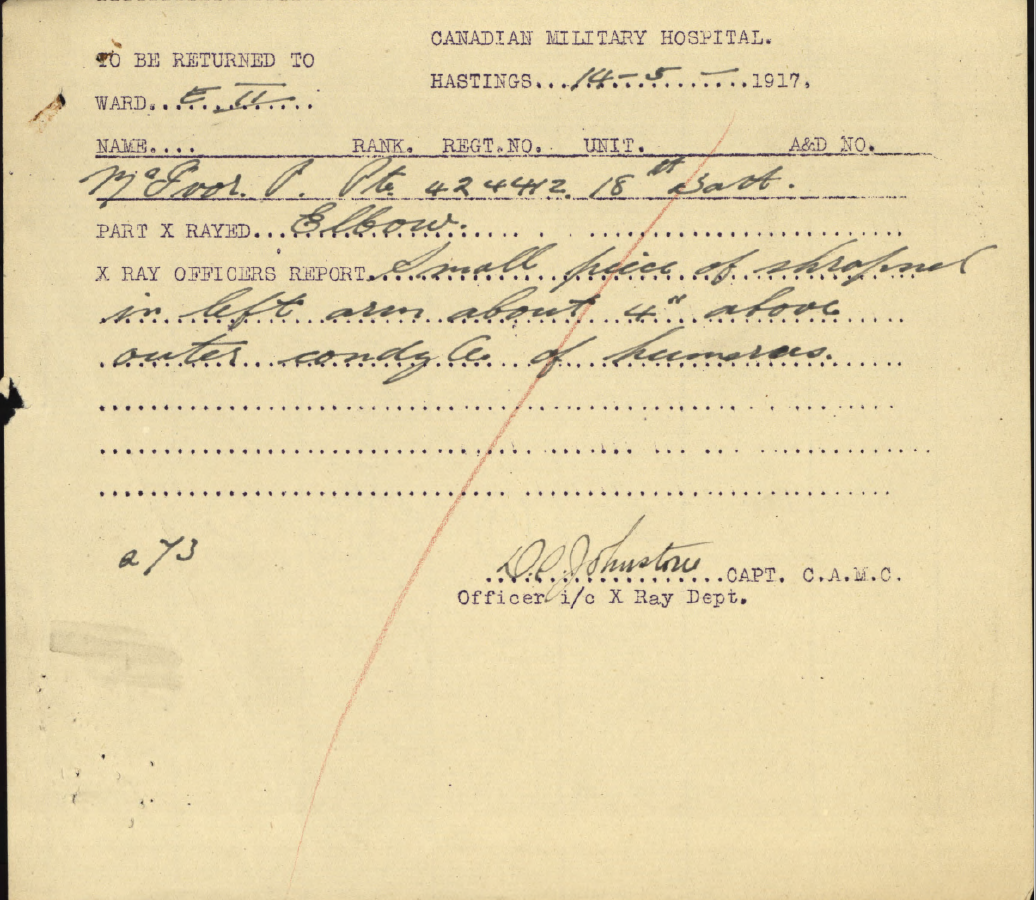 CANADIAN MILITARY HOSPITAL.
TO BE RETURNED TO
HASTINGS...14-5-......1917,
WARD..E II......
NAME.... RANK. REGT.NO. UNIT. A&D NO.
McIvor. P. Pte 424412 18th Batt.
PART X RAYED...Elbow.
X RAY OFFICERS REPORT. Small piece of shrapnel
in left arm about 4" above
outer condyle of humerus.
a 73
D C Johnstone CAPT. C.A.M.C.
Officer i/c X Ray Dept.